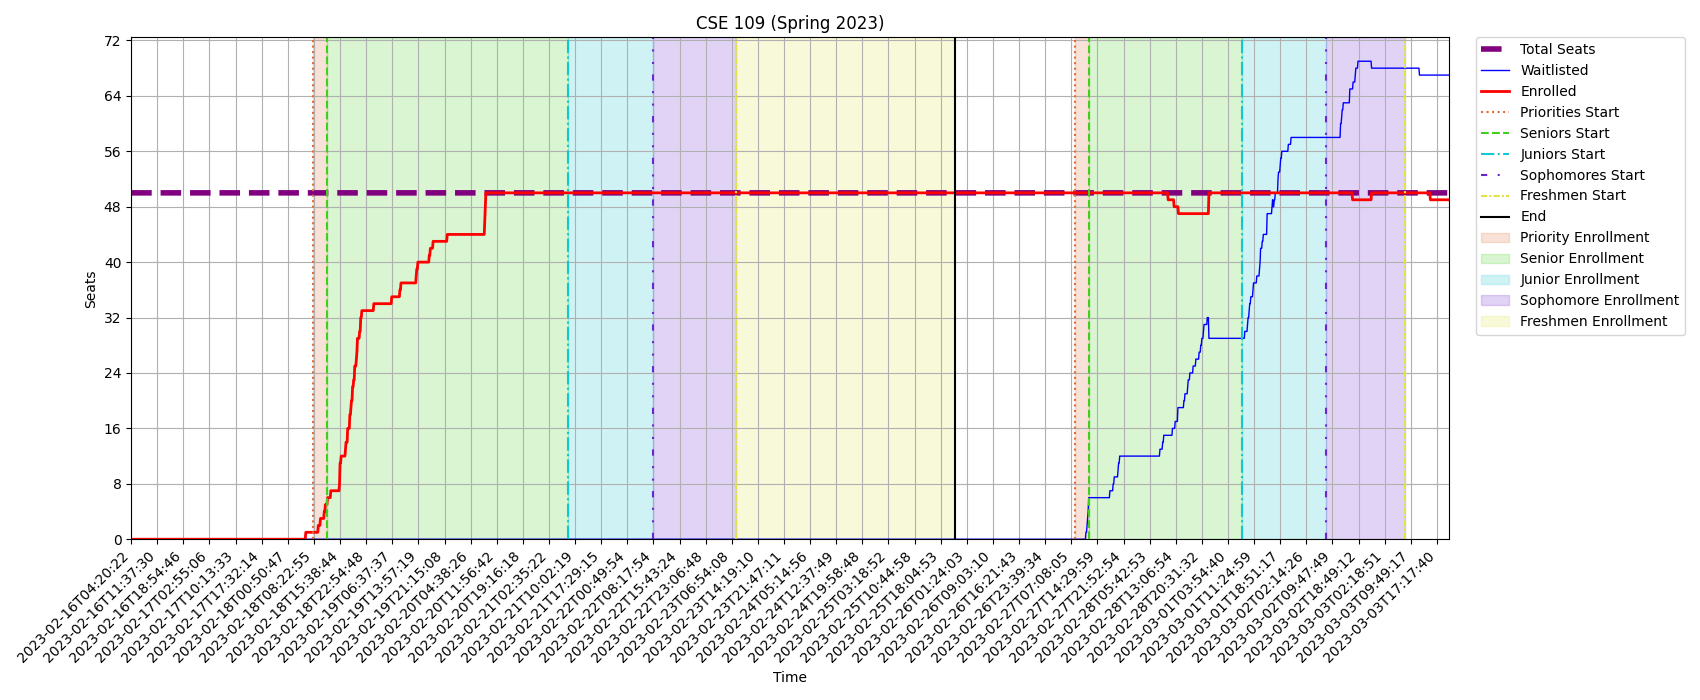 CSE 109 (Spring 2023)
72
64
56
48
40
32
24
16
8
0
Seats
2023-02-16T04:20:22
2023-02-16T11:37:30
2023-02-16T18:54:46
2023-02-17T02:55:06
2023-02-17T10:13:33
2023-02-17T17:32:14
2023-02-18T00:50:47
2023-02-18T08:22:55
2023-02-18T15:38:44
2023-02-18T22:54:48
2023-02-19T06:37:37
2023-02-19T13:57:19
2023-02-19T21:15:08
2023-02-20T04:38:26
2023-02-20T11:56:42
2023-02-20T19:16:18
2023-02-21T02:35:22
2023-02-21T10:02:19
2023-02-21T17:29:15
2023-02-22T00:49:54
2023-02-22T08:17:54
2023-02-22T15:43:24
2023-02-22T23:06:48
2023-02-23T06:54:08
2023-02-23T14:19:10
2023-02-23T21:47:11
2023-02-24T05:14:56
2023-02-24T12:37:49
2023-02-24T19:58:48
2023-02-25T03:18:52
2023-02-25T10:44:58
2023-02-25T18:04:53
2023-02-26T01:24:03
2023-02-26T09:03:10
2023-02-26T16:21:43
2023-02-26T23:39:34
2023-02-27T07:08:05
2023-02-27T14:29:59
2023-02-27T21:52:54
2023-02-28T05:42:53
2023-02-28T13:06:54
2023-02-28T20:31:32
2023-03-01T03:54:40
2023-03-01T11:24:59
2023-03-01T18:51:17
2023-03-02T02:14:26
2023-03-02T09:47:49
2023-03-02T18:49:12
2023-03-03T02:18:51
2023-03-03T09:49:17
2023-03-03T17:17:40
Time
Total Seats
Waitlisted
Enrolled
Priorities Start
Seniors Start
Juniors Start
Sophomores Start
Freshmen Start
End
Priority Enrollment
Senior Enrollment
Junior Enrollment
Sophomore Enrollment
Freshmen Enrollment